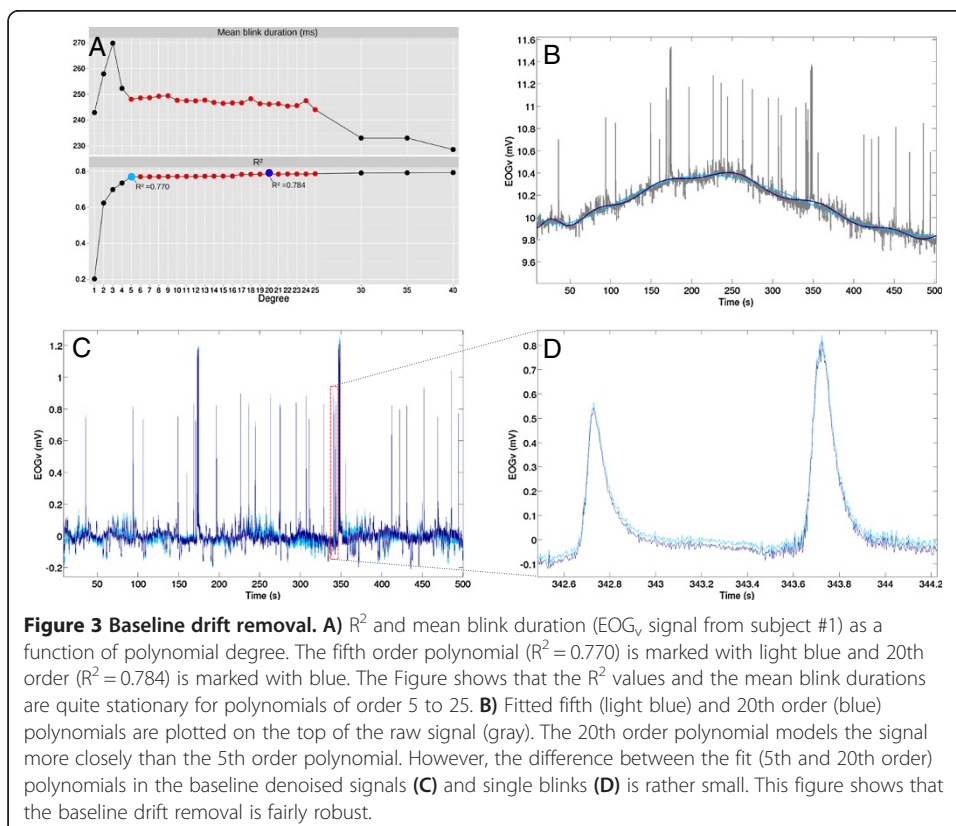 A
Mean blink duration (ms)
270
260
250
240
230
R²
0.8
0.6
0.4
0.2
R² =0.770
R² =0.784
1 2 3 4 5 6 7 8 9 10 11 12 13 14 15 16 17 18 19 20 21 22 23 24 25 30 35 40
Degree
B
11.6
11.4
11.2
11
10.8
10.6
10.4
10.2
10
9.8
9.6
EOGv (mV)
50 100 150 200 250 300 350 400 450 500
Time (s)
C
1.2
1
0.8
0.6
0.4
0.2
0
-0.2
EOGv (mV)
50 100 150 200 250 300 350 400 450 500
Time (s)
D
0.8
0.7
0.6
0.5
0.4
0.3
0.2
0.1
0
-0.1
EOGv (mV)
342.6 342.8 343 343.2 343.4 343.6 343.8 344 344.2
Time (s)
Figure 3 Baseline drift removal. A) R² and mean blink duration (EOGᵥ signal from subject #1) as a
function of polynomial degree. The fifth order polynomial (R² = 0.770) is marked with light blue and 20th
order (R² = 0.784) is marked with blue. The Figure shows that the R² values and the mean blink durations
are quite stationary for polynomials of order 5 to 25. B) Fitted fifth (light blue) and 20th order (blue)
polynomials are plotted on the top of the raw signal (gray). The 20th order polynomial models the signal
more closely than the 5th order polynomial. However, the difference between the fit (5th and 20th order)
polynomials in the baseline denoised signals (C) and single blinks (D) is rather small. This figure shows that
the baseline drift removal is fairly robust.